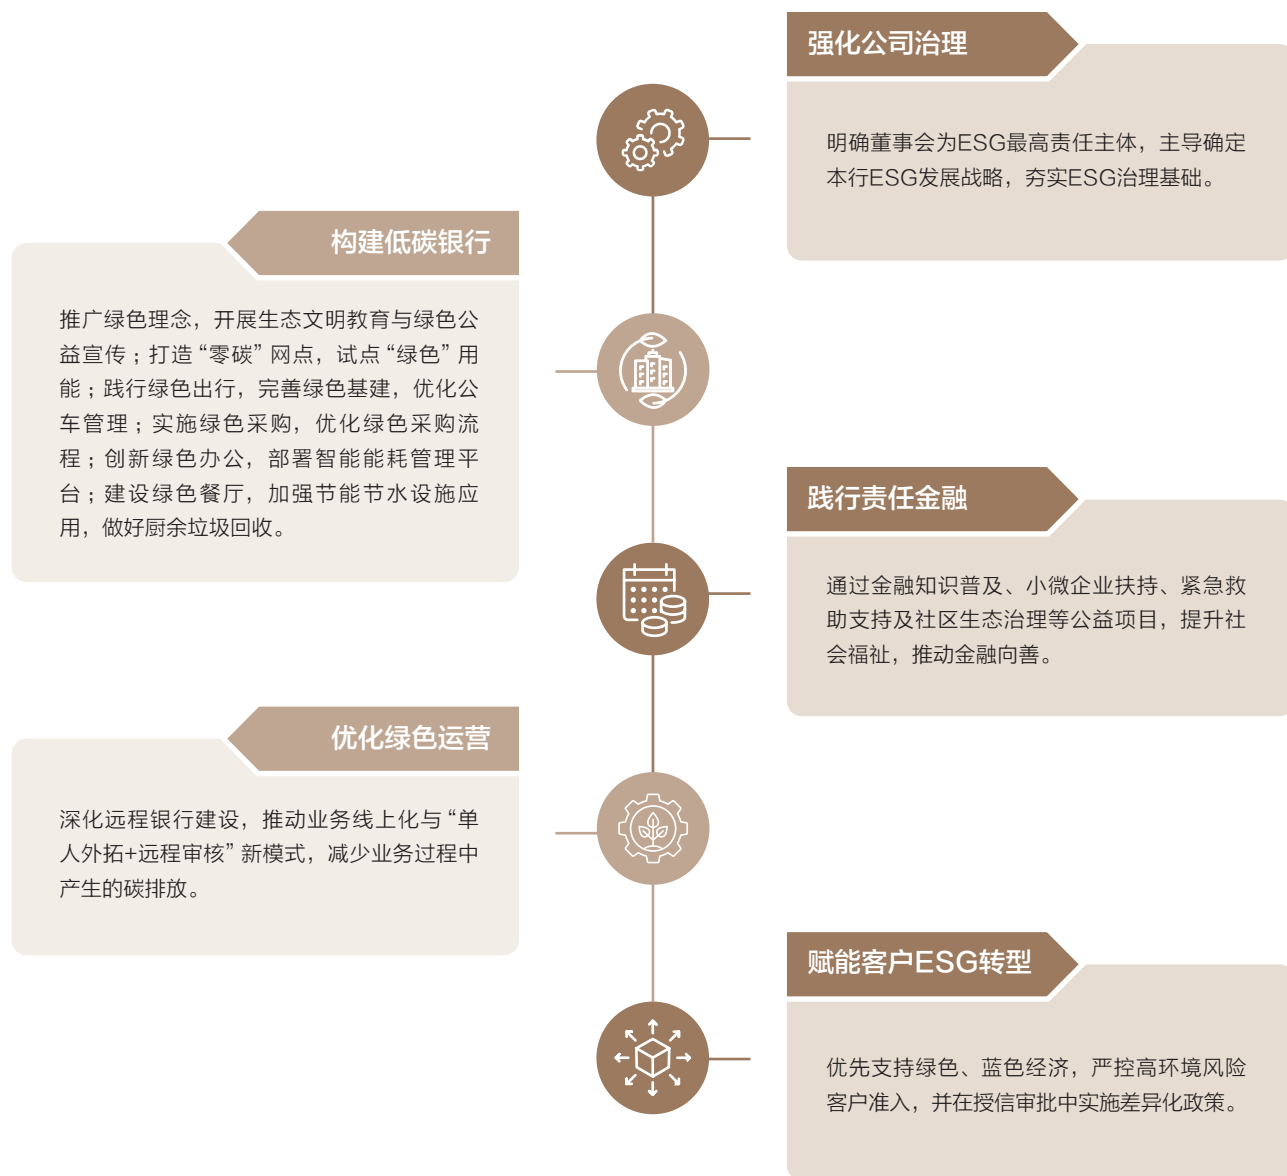 强化公司治理
明确董事会为ESG最高责任主体，主导确定
本行ESG发展战略，夯实ESG治理基础。
构建低碳银行
推广绿色理念，开展生态文明教育与绿色公
益宣传；打造“零碳”网点，试点“绿色”用
能；践行绿色出行，完善绿色基建，优化公
车管理；实施绿色采购，优化绿色采购流
程；创新绿色办公，部署智能能耗管理平
台；建设绿色餐厅，加强节能节水设施应
用，做好厨余垃圾回收。
践行责任金融
通过金融知识普及、小微企业扶持、紧急救
助支持及社区生态治理等公益项目，提升社
会福祉，推动金融向善。
优化绿色运营
深化远程银行建设，推动业务线上化与“单
人外拓+远程审核”新模式，减少业务过程中
产生的碳排放。
赋能客户ESG转型
优先支持绿色、蓝色经济，严控高环境风险
客户准入，并在授信审批中实施差异化政策。